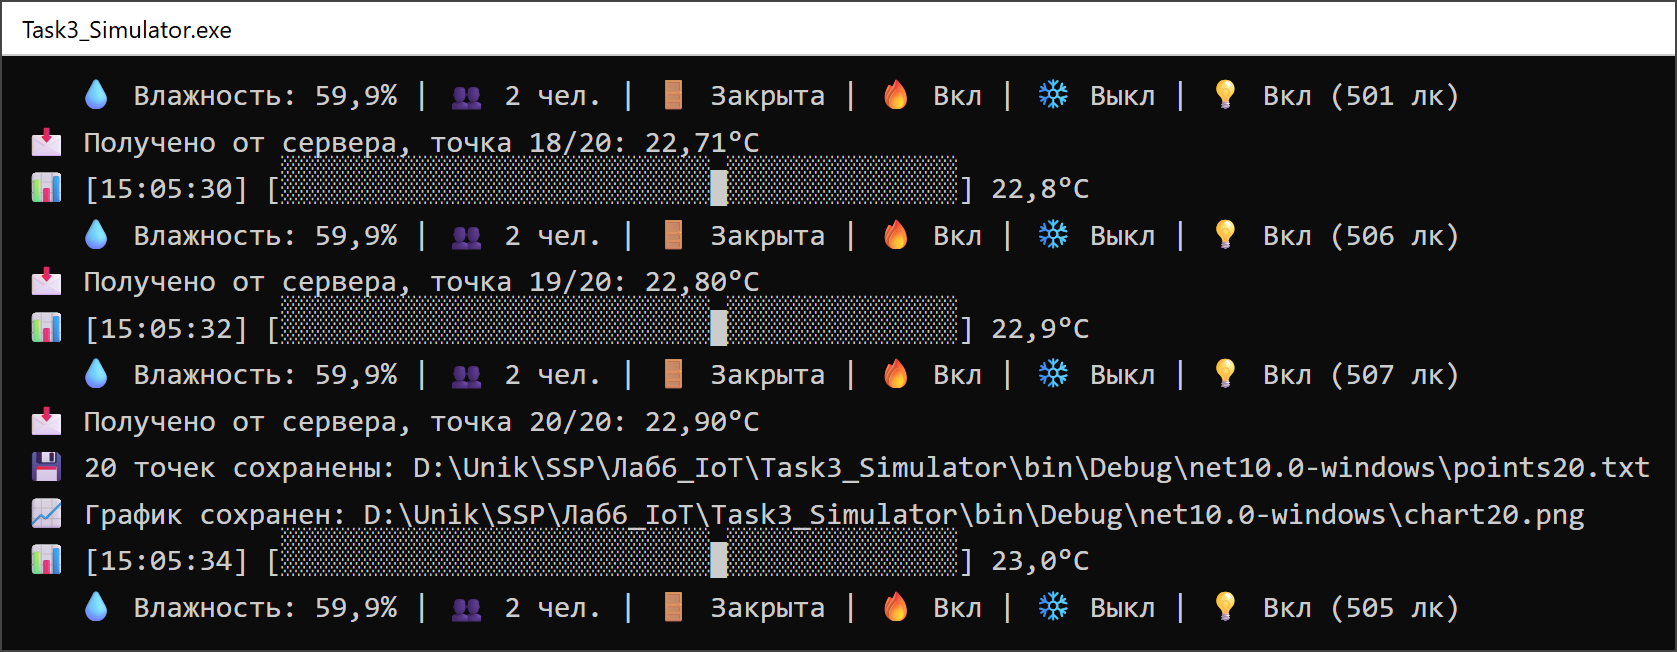 Task3_Simulator.exe
💧 Влажность: 59,9% | 👥 2 чел. | 🚪 Закрыта | 🔥 Вкл | ❄️ Выкл | 💡 Вкл (501 лк)
📩 Получено от сервера, точка 18/20: 22,71°C
📊 [15:05:30] [░░░░░░░░░░░░░░░░░░░░░░░░░░█░░░░░░░░░░░░░░] 22,8°C
💧 Влажность: 59,9% | 👥 2 чел. | 🚪 Закрыта | 🔥 Вкл | ❄️ Выкл | 💡 Вкл (506 лк)
📩 Получено от сервера, точка 19/20: 22,80°C
📊 [15:05:32] [░░░░░░░░░░░░░░░░░░░░░░░░░░█░░░░░░░░░░░░░░] 22,9°C
💧 Влажность: 59,9% | 👥 2 чел. | 🚪 Закрыта | 🔥 Вкл | ❄️ Выкл | 💡 Вкл (507 лк)
📩 Получено от сервера, точка 20/20: 22,90°C
💾 20 точек сохранены: D:\Unik\SSP\Лаб6_IoT\Task3_Simulator\bin\Debug\net10.0-windows\points20.txt
📈 График сохранен: D:\Unik\SSP\Лаб6_IoT\Task3_Simulator\bin\Debug\net10.0-windows\chart20.png
📊 [15:05:34] [░░░░░░░░░░░░░░░░░░░░░░░░░░█░░░░░░░░░░░░░░] 23,0°C
💧 Влажность: 59,9% | 👥 2 чел. | 🚪 Закрыта | 🔥 Вкл | ❄️ Выкл | 💡 Вкл (505 лк)